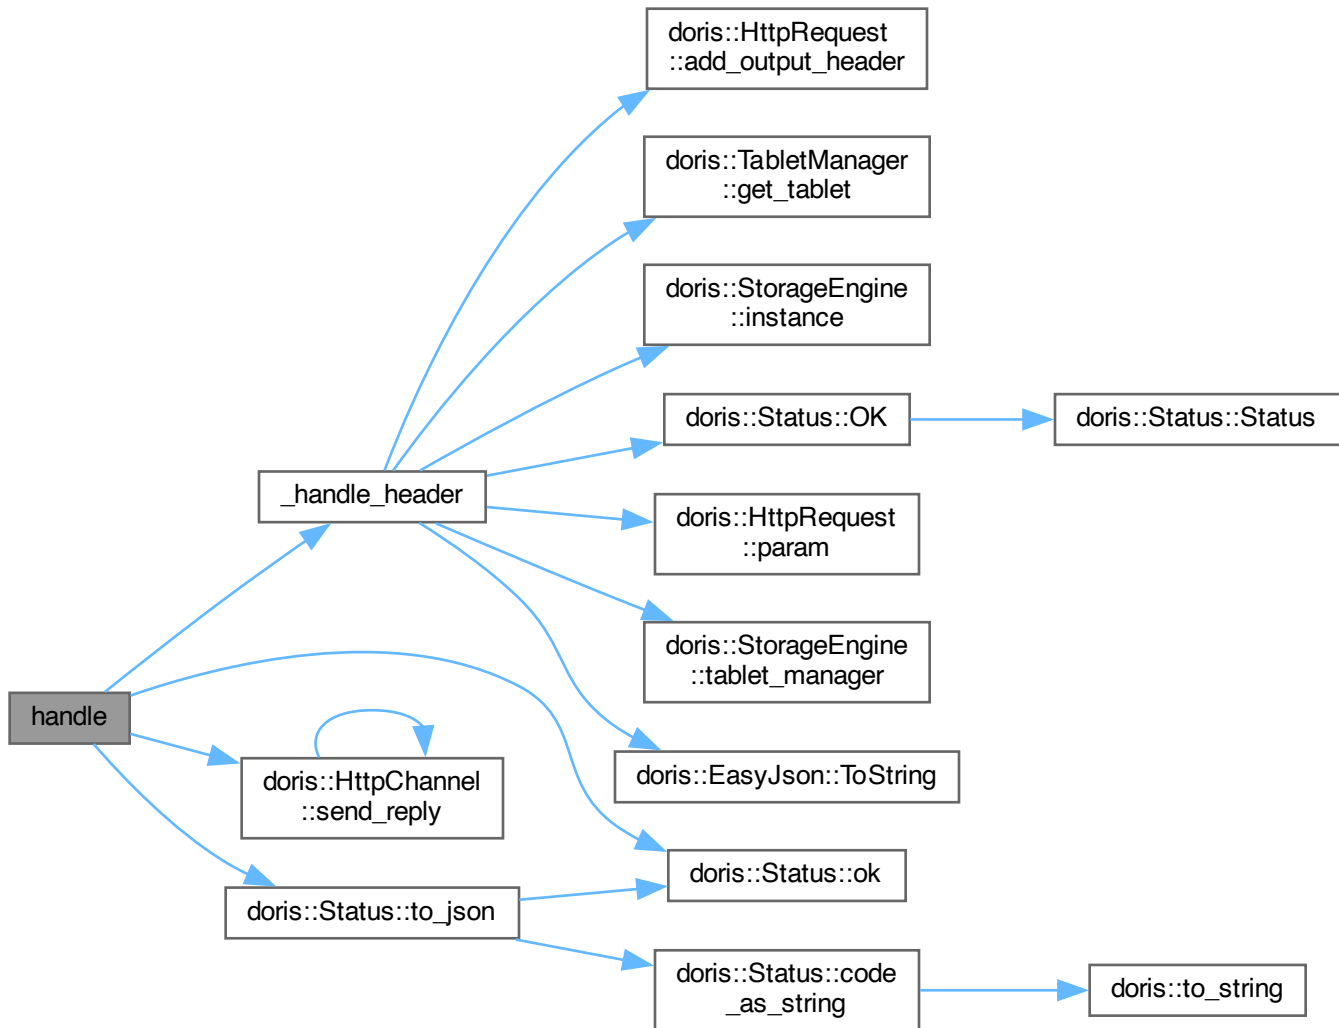 doris::HttpRequest
::add_output_header
doris::TabletManager
::get_tablet
doris::StorageEngine
::instance
doris::Status::OK
doris::Status::Status
_handle_header
doris::HttpRequest
::param
doris::StorageEngine
::tablet_manager
handle
doris::EasyJson::ToString
doris::HttpChannel
::send_reply
doris::Status::ok
doris::Status::to_json
doris::Status::code
_as_string
doris::to_string